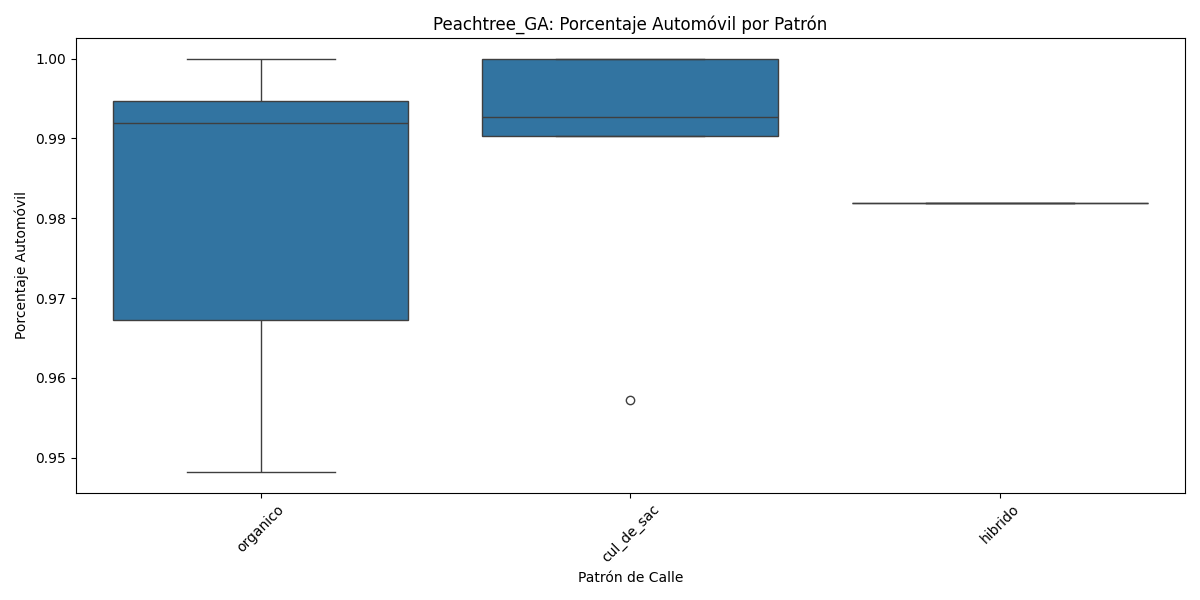 Peachtree_GA: Porcentaje Automóvil por Patrón
Porcentaje Automóvil
1.00
0.99
0.98
0.97
0.96
0.95
organico
cul_de_sac
hibrido
Patrón de Calle